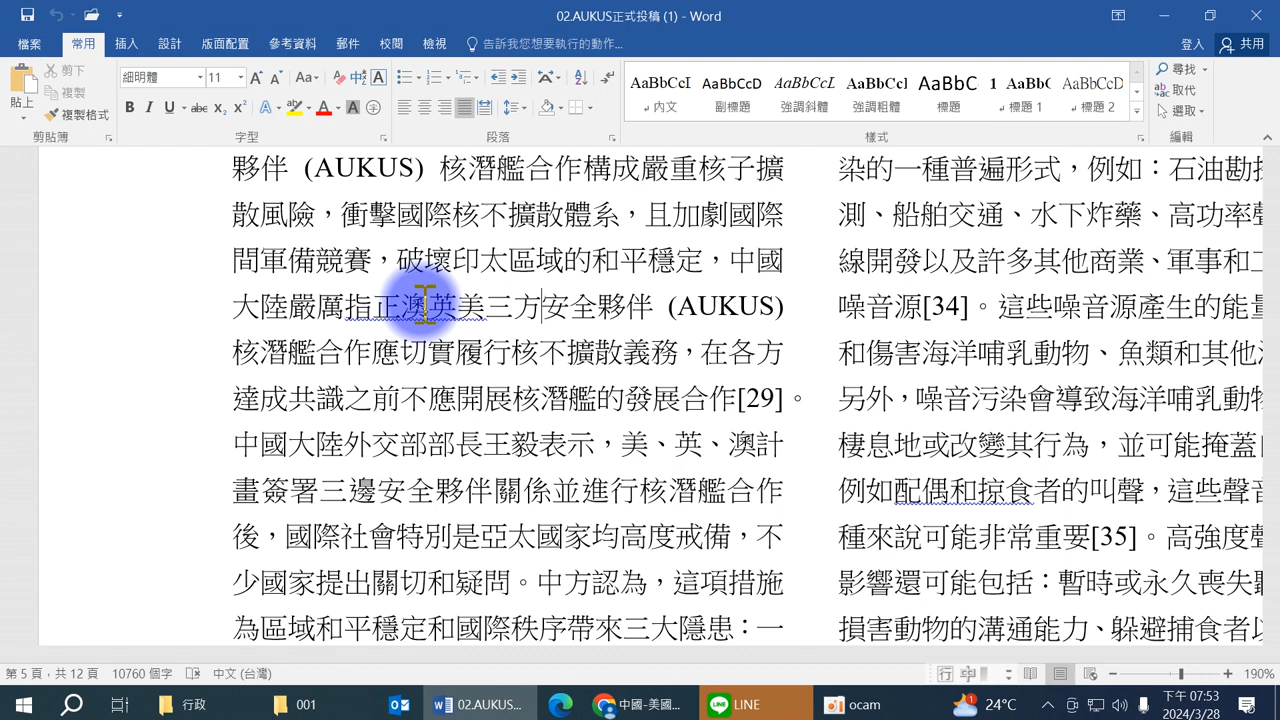 02.AUKUS正式投稿 (1) - Word
檔案 常用 插入 設計 版面配置 參考資料 郵件 校閱 檢視 告訴我您想要執行的動作... 登入 共用
貼上 剪下 複製 複製格式
細明體 11
AaBbCcI AaBbCcD AaBbCcL AaBbCcI AaBbC 1 AaBbC AaBbCcD
內文 副標題 強調斜體 強調粗體 標題 標題 1 標題 2
尋找 取代 選取
剪貼簿 字型 段落 樣式 編輯
夥伴 (AUKUS) 核潛艦合作構成嚴重核子擴
散風險，衝擊國際核不擴散體系，且加劇國際
間軍備競賽，破壞印太區域的和平穩定，中國
大陸嚴厲指正澳英美三方安全夥伴 (AUKUS)
核潛艦合作應切實履行核不擴散義務，在各方
達成共識之前不應開展核潛艦的發展合作[29]。
中國大陸外交部部長王毅表示，美、英、澳計
畫簽署三邊安全夥伴關係並進行核潛艦合作
後，國際社會特別是亞太國家均高度戒備，不
少國家提出關切和疑問。中方認為，這項措施
為區域和平穩定和國際秩序帶來三大隱患：一
染的一種普遍形式，例如：石油勘
測、船舶交通、水下炸藥、高功率
線開發以及許多其他商業、軍事和
噪音源[34]。這些噪音源產生的能
和傷害海洋哺乳動物、魚類和其他
另外，噪音污染會導致海洋哺乳動
棲息地或改變其行為，並可能掩蓋
例如配偶和掠食者的叫聲，這些聲
種來說可能非常重要[35]。高強度
影響還可能包括：暫時或永久喪失
損害動物的溝通能力、躲避捕食者
第 5 頁，共 12 頁 10760 個字 中文 (台灣) 190%
行政 001 02.AUKUS... 中國-美國... LINE ocam 24°C 下午 07:53
2024/3/28